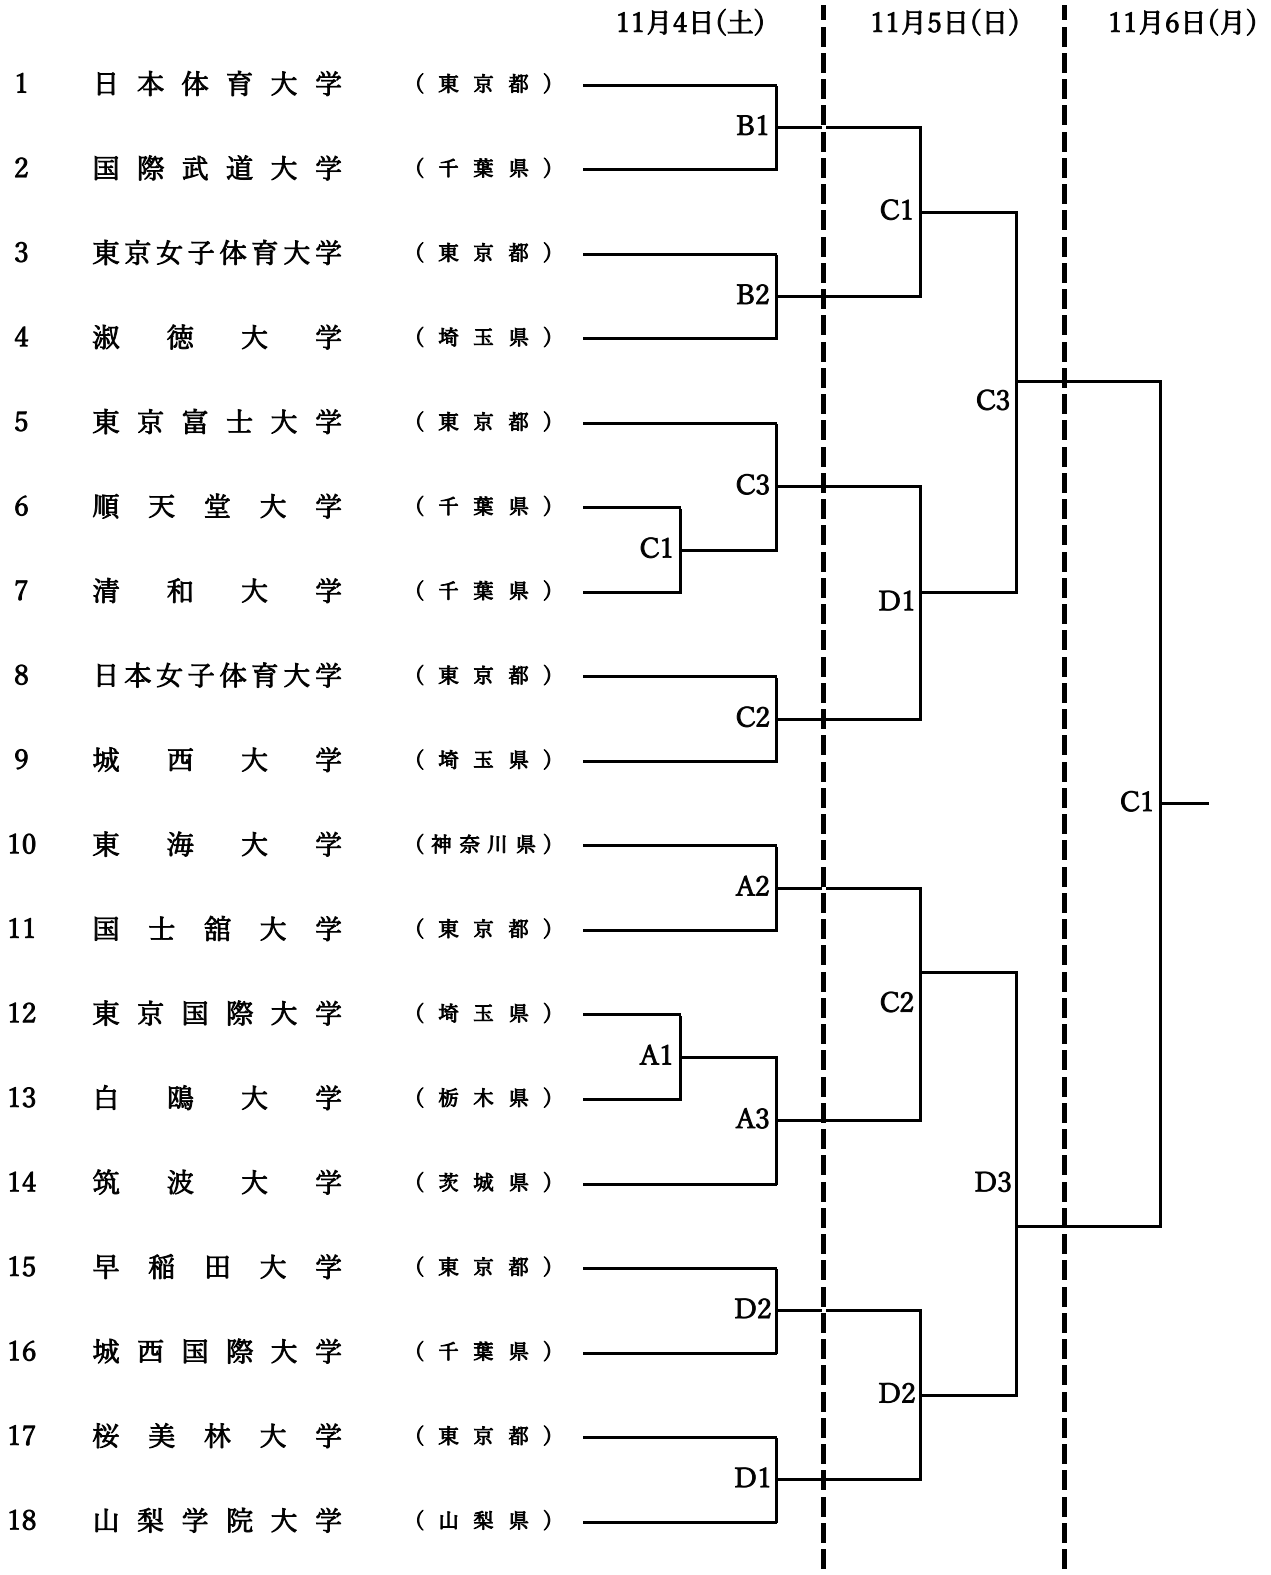 11月4日(土) 11月5日(日) 11月6日(月)
1 日本体育大学 (東京都)
B1
2 国際武道大学 (千葉県)
C1
3 東京女子体育大学 (東京都)
B2
4 淑徳大学 (埼玉県)
C3
5 東京富士大学 (東京都)
C3
6 順天堂大学 (千葉県)
C1
7 清和大学 (千葉県)
D1
8 日本女子体育大学 (東京都)
C2
9 城西大学 (埼玉県)
C1
10 東海大学 (神奈川県)
A2
11 国士舘大学 (東京都)
C2
12 東京国際大学 (埼玉県)
A1
13 白鷗大学 (栃木県)
A3
14 筑波大学 (茨城県)
D3
15 早稲田大学 (東京都)
D2
16 城西国際大学 (千葉県)
D2
17 桜美林大学 (東京都)
D1
18 山梨学院大学 (山梨県)